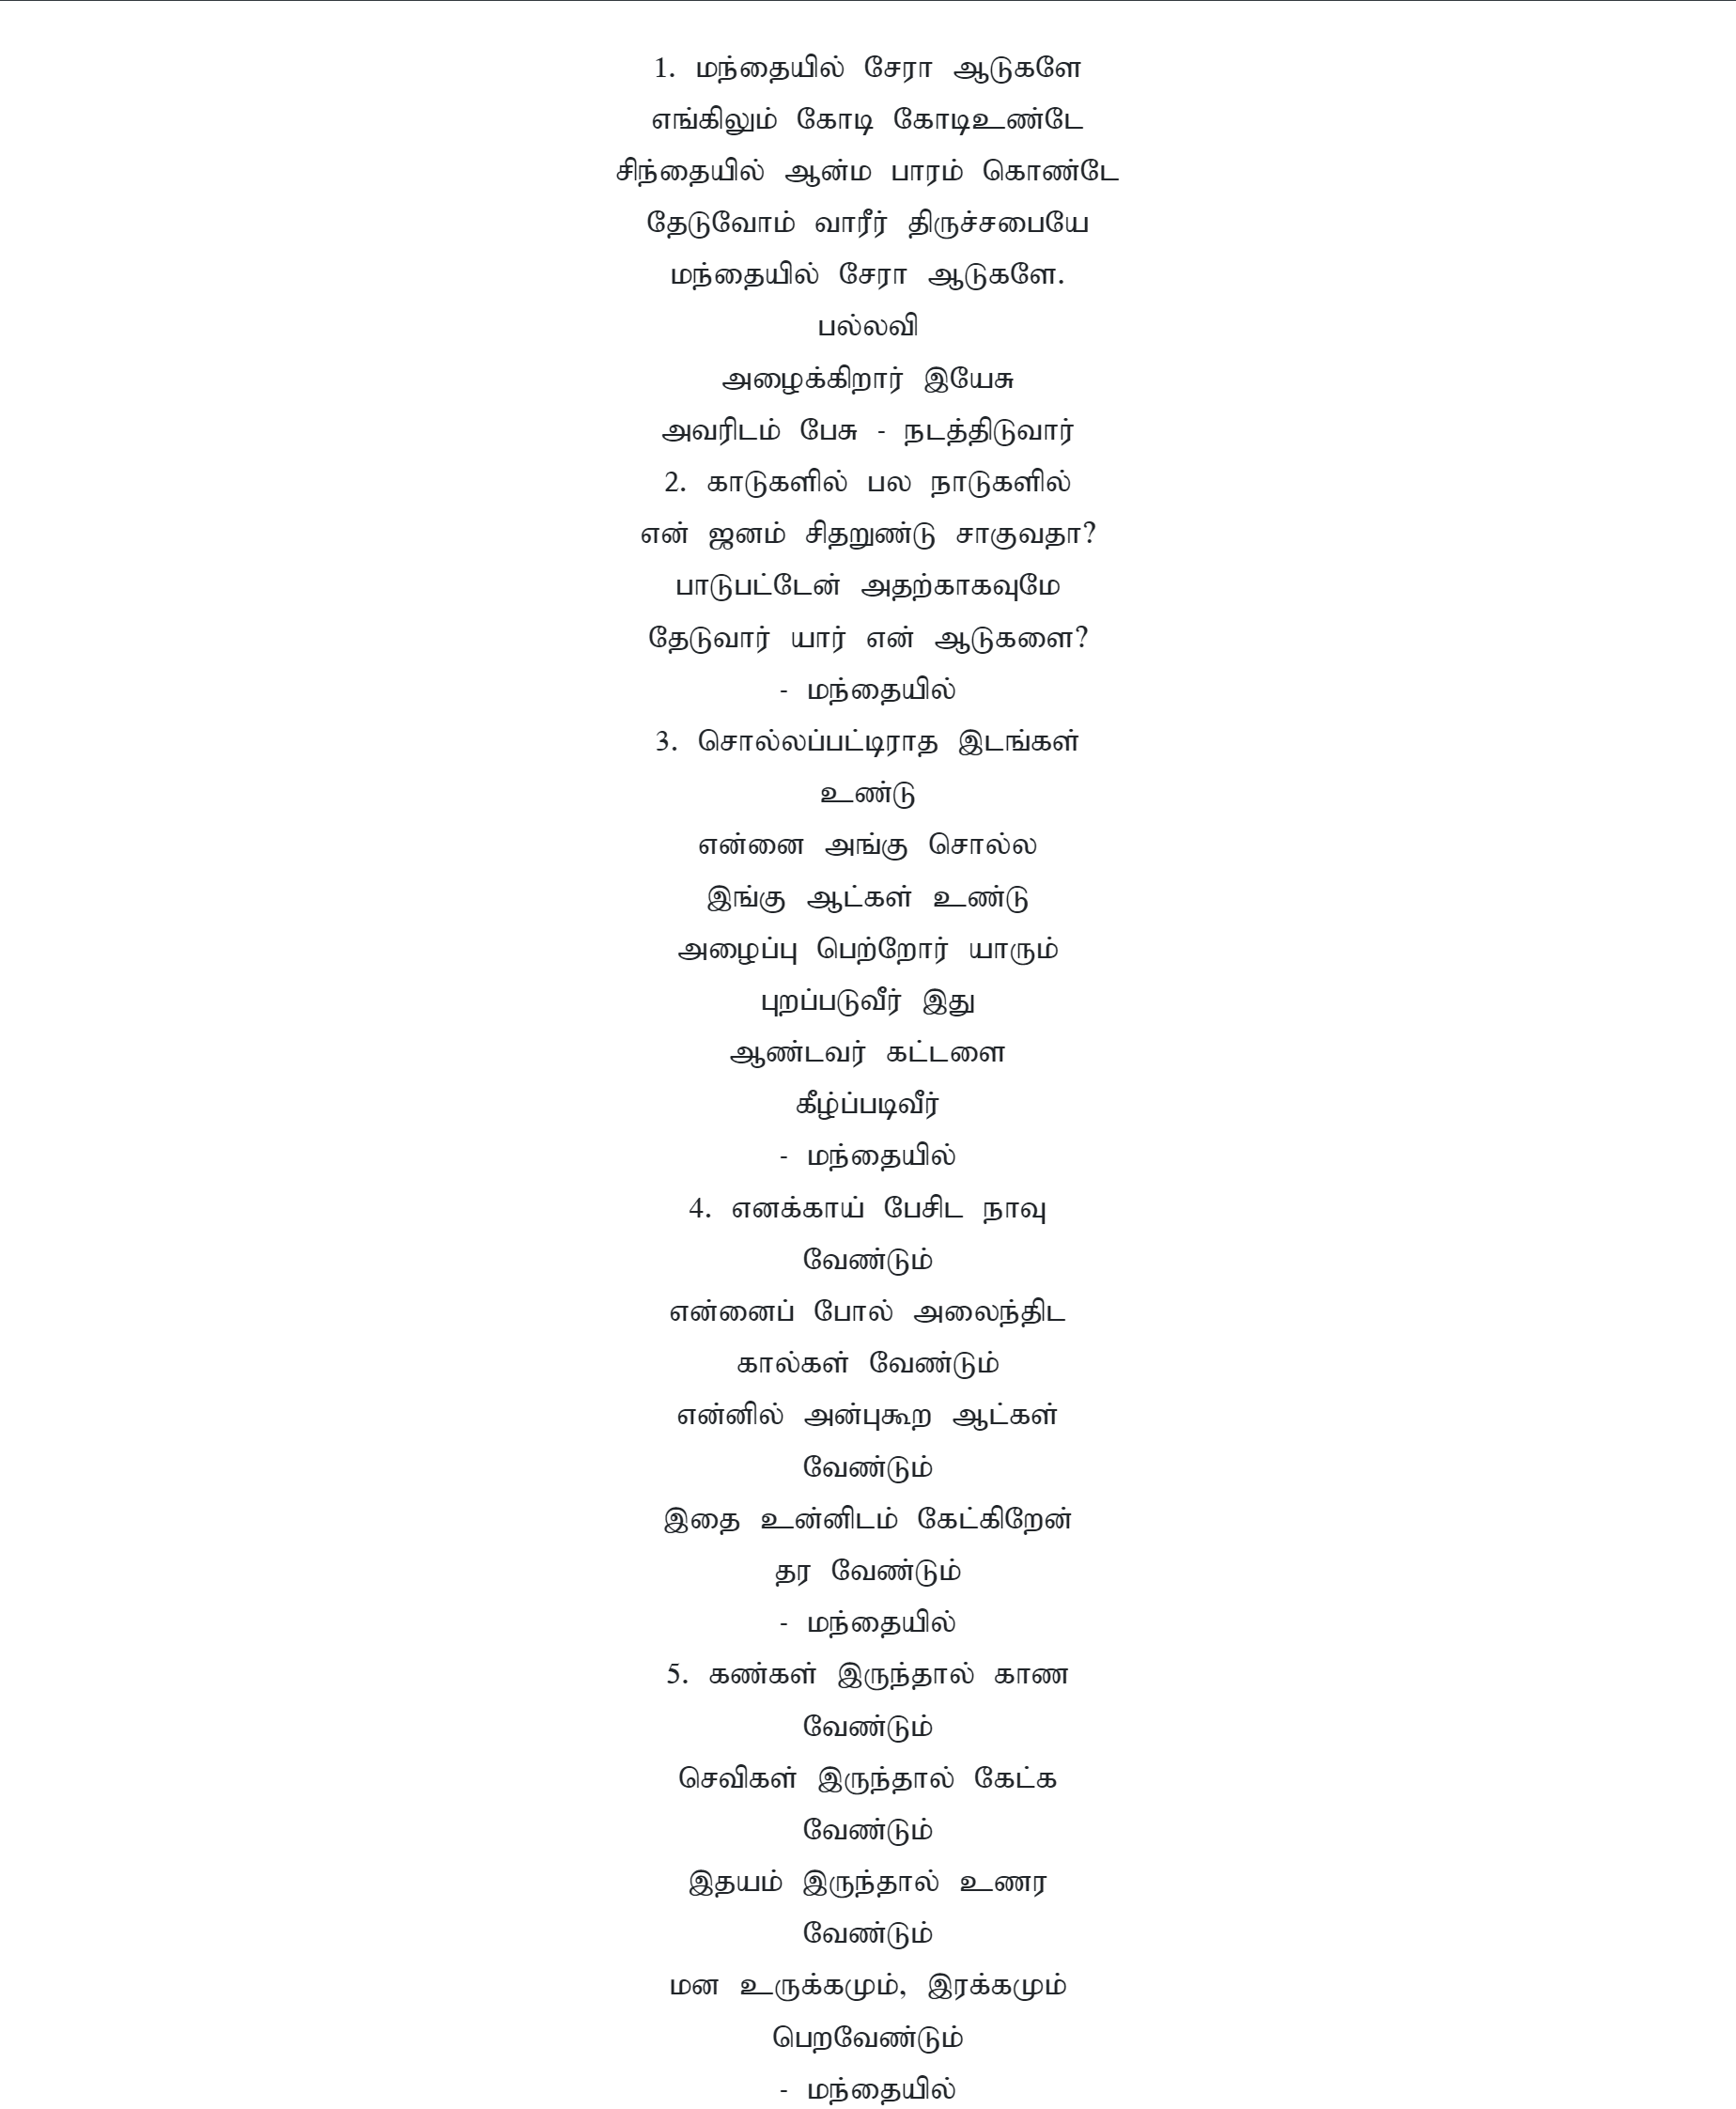 1. மந்தையில் சேரா ஆடுகளே
எங்கிலும் கோடி கோடிஉண்டே
சிந்தையில் ஆன்ம பாரம் கொண்டே
தேடுவோம் வாரீர் திருச்சபையே
மந்தையில் சேரா ஆடுகளே.
பல்லவி
அழைக்கிறார் இயேசு
அவரிடம் பேசு - நடத்திடுவார்
2. காடுகளில் பல நாடுகளில்
என் ஜனம் சிதறுண்டு சாகுவதா?
பாடுபட்டேன் அதற்காகவுமே
தேடுவார் யார் என் ஆடுகளை?
- மந்தையில்
3. சொல்லப்பட்டிராத இடங்கள்
உண்டு
என்னை அங்கு சொல்ல
இங்கு ஆட்கள் உண்டு
அழைப்பு பெற்றோர் யாரும்
புறப்படுவீர் இது
ஆண்டவர் கட்டளை
கீழ்ப்படிவீர்
- மந்தையில்
4. எனக்காய் பேசிட நாவு
வேண்டும்
என்னைப் போல் அலைந்திட
கால்கள் வேண்டும்
என்னில் அன்புகூற ஆட்கள்
வேண்டும்
இதை உன்னிடம் கேட்கிறேன்
தர வேண்டும்
- மந்தையில்
5. கண்கள் இருந்தால் காண
வேண்டும்
செவிகள் இருந்தால் கேட்க
வேண்டும்
இதயம் இருந்தால் உணர
வேண்டும்
மன உருக்கமும், இரக்கமும்
பெறவேண்டும்
- மந்தையில்